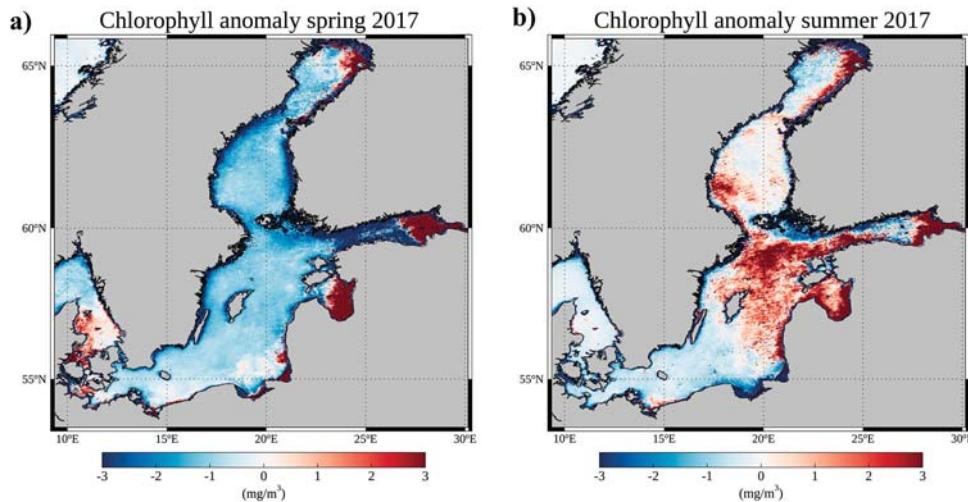 a) Chlorophyll anomaly spring 2017
65°N
60°N
55°N
10°E 15°E 20°E 25°E 30°E
-3 -2 -1 0 1 2 3
(mg/m³)
b) Chlorophyll anomaly summer 2017
65°N
60°N
55°N
10°E 15°E 20°E 25°E 30°E
-3 -2 -1 0 1 2 3
(mg/m³)